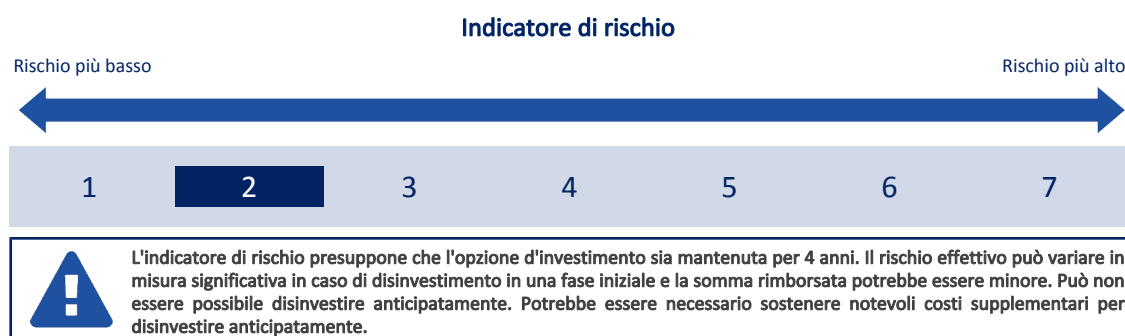 Indicatore di rischio
Rischio più basso
Rischio più alto
1 2 3 4 5 6 7
L'indicatore di rischio presuppone che l'opzione d'investimento sia mantenuta per 4 anni. Il rischio effettivo può variare in
misura significativa in caso di disinvestimento in una fase iniziale e la somma rimborsata potrebbe essere minore. Può non
essere possibile disinvestire anticipatamente. Potrebbe essere necessario sostenere notevoli costi supplementari per
disinvestire anticipatamente.